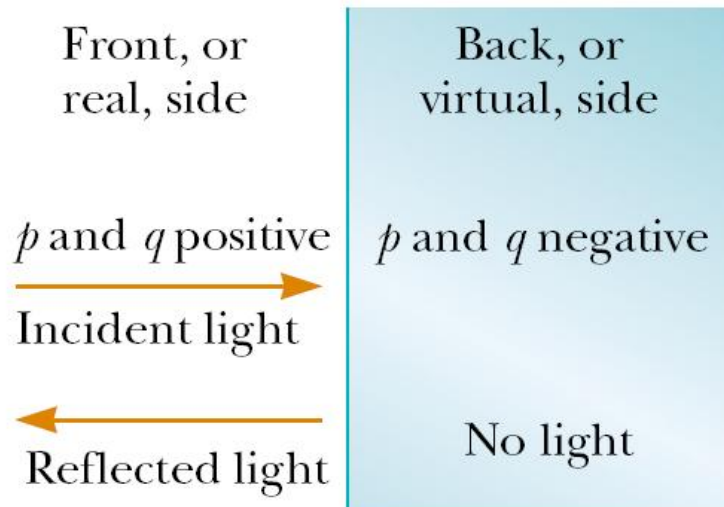 Front, or
real, side
p and q positive
Incident light
Reflected light
Back, or
virtual, side
p and q negative
No light